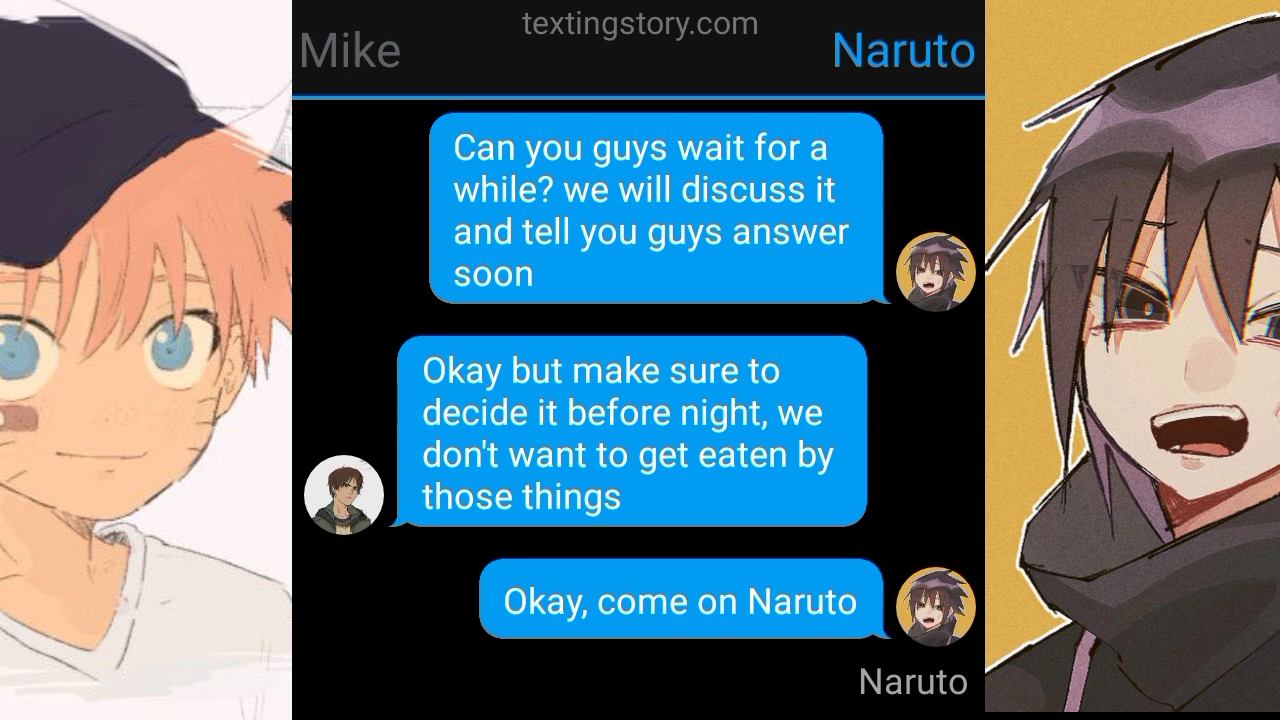 textingstory.com
Mike
Naruto
Can you guys wait for a
while? we will discuss it
and tell you guys answer
soon
Okay but make sure to
decide it before night, we
don't want to get eaten by
those things
Okay, come on Naruto
Naruto